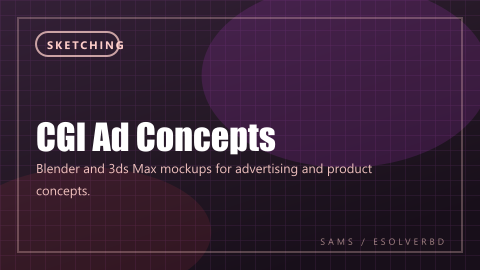 SKETCHING
CGI Ad Concepts
Blender and 3ds Max mockups for advertising and product
concepts.
SAMS / ESOLVERBD